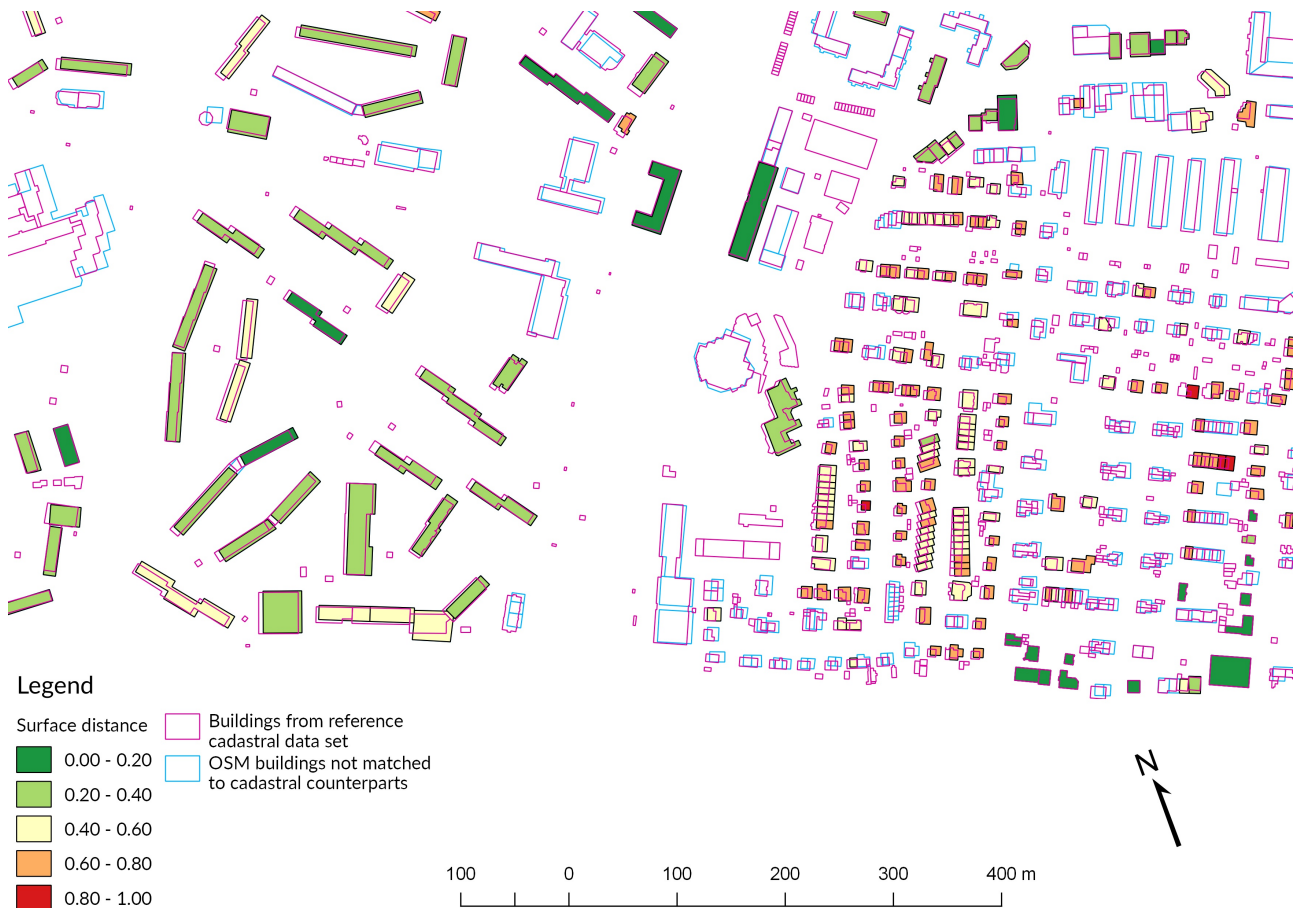 Legend
Surface distance
0.00 - 0.20
0.20 - 0.40
0.40 - 0.60
0.60 - 0.80
0.80 - 1.00
Buildings from reference
cadastral data set
OSM buildings not matched
to cadastral counterparts
N
100 0 100 200 300 400 m